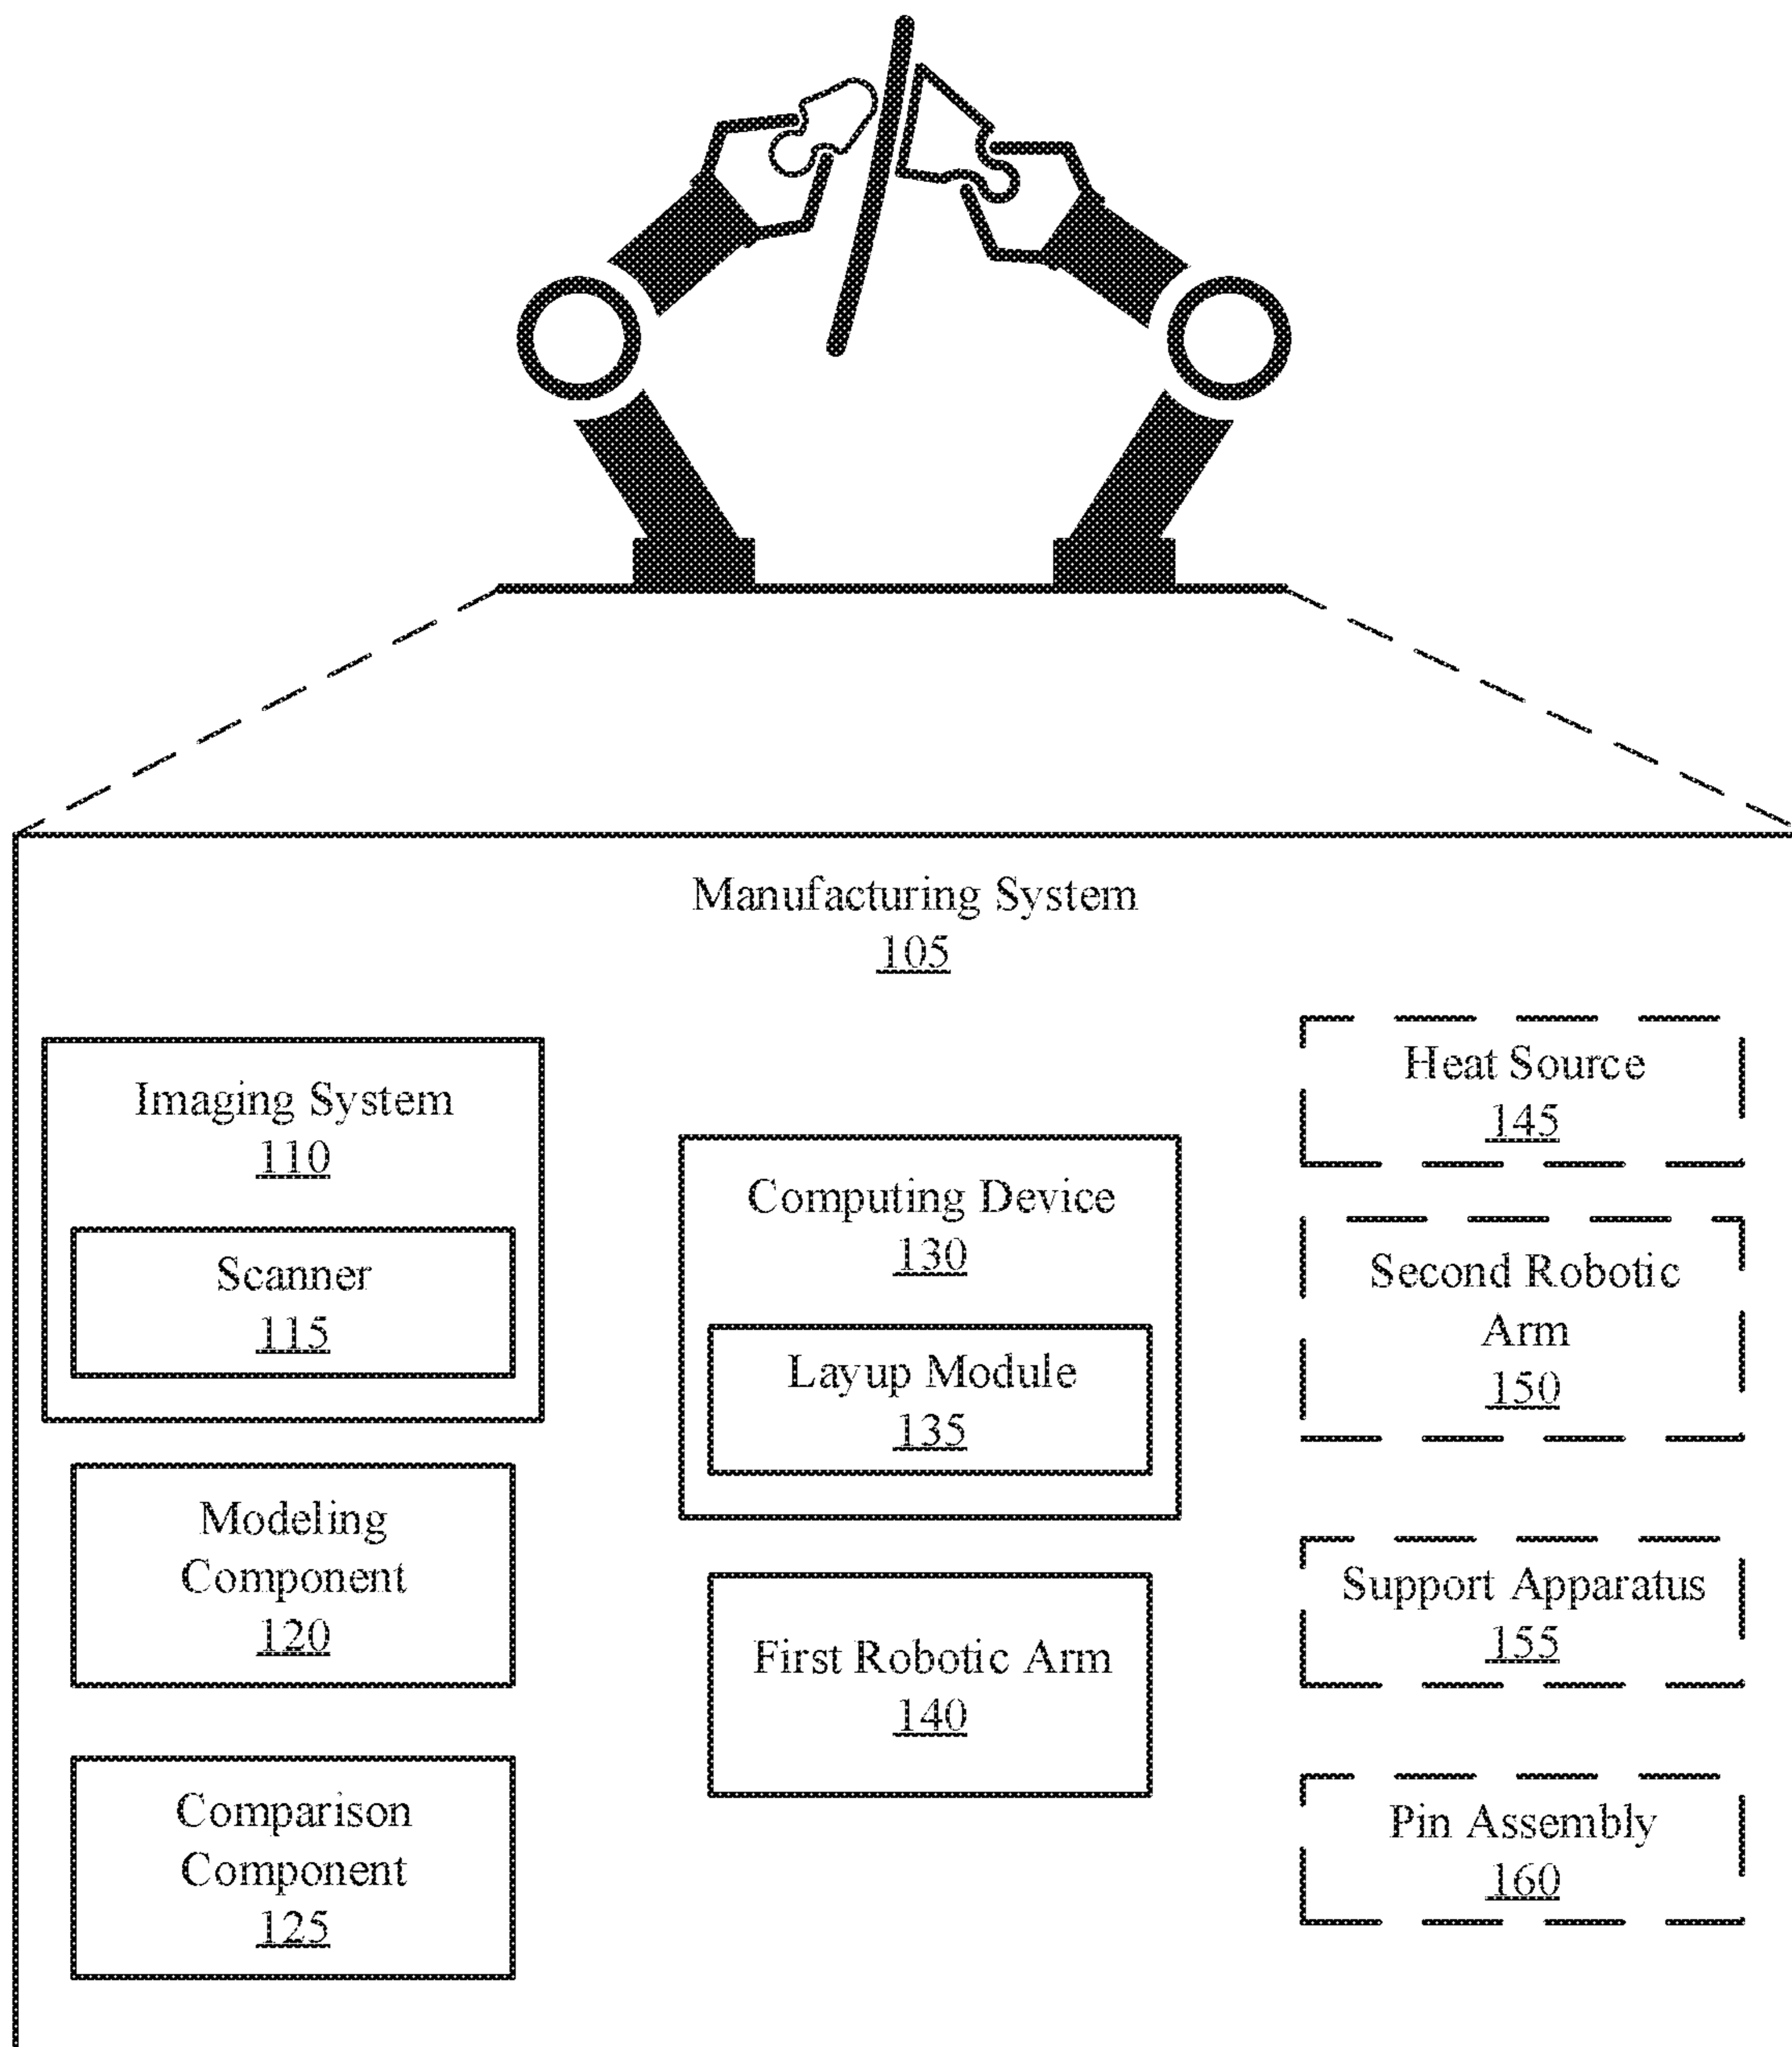 Manufacturing System
105
Imaging System
110
Scanner
115
Modeling
Component
120
Comparison
Component
125
Computing Device
130
Layup Module
135
First Robotic Arm
140
Heat Source
145
Second Robotic
Arm
150
Support Apparatus
155
Pin Assembly
160